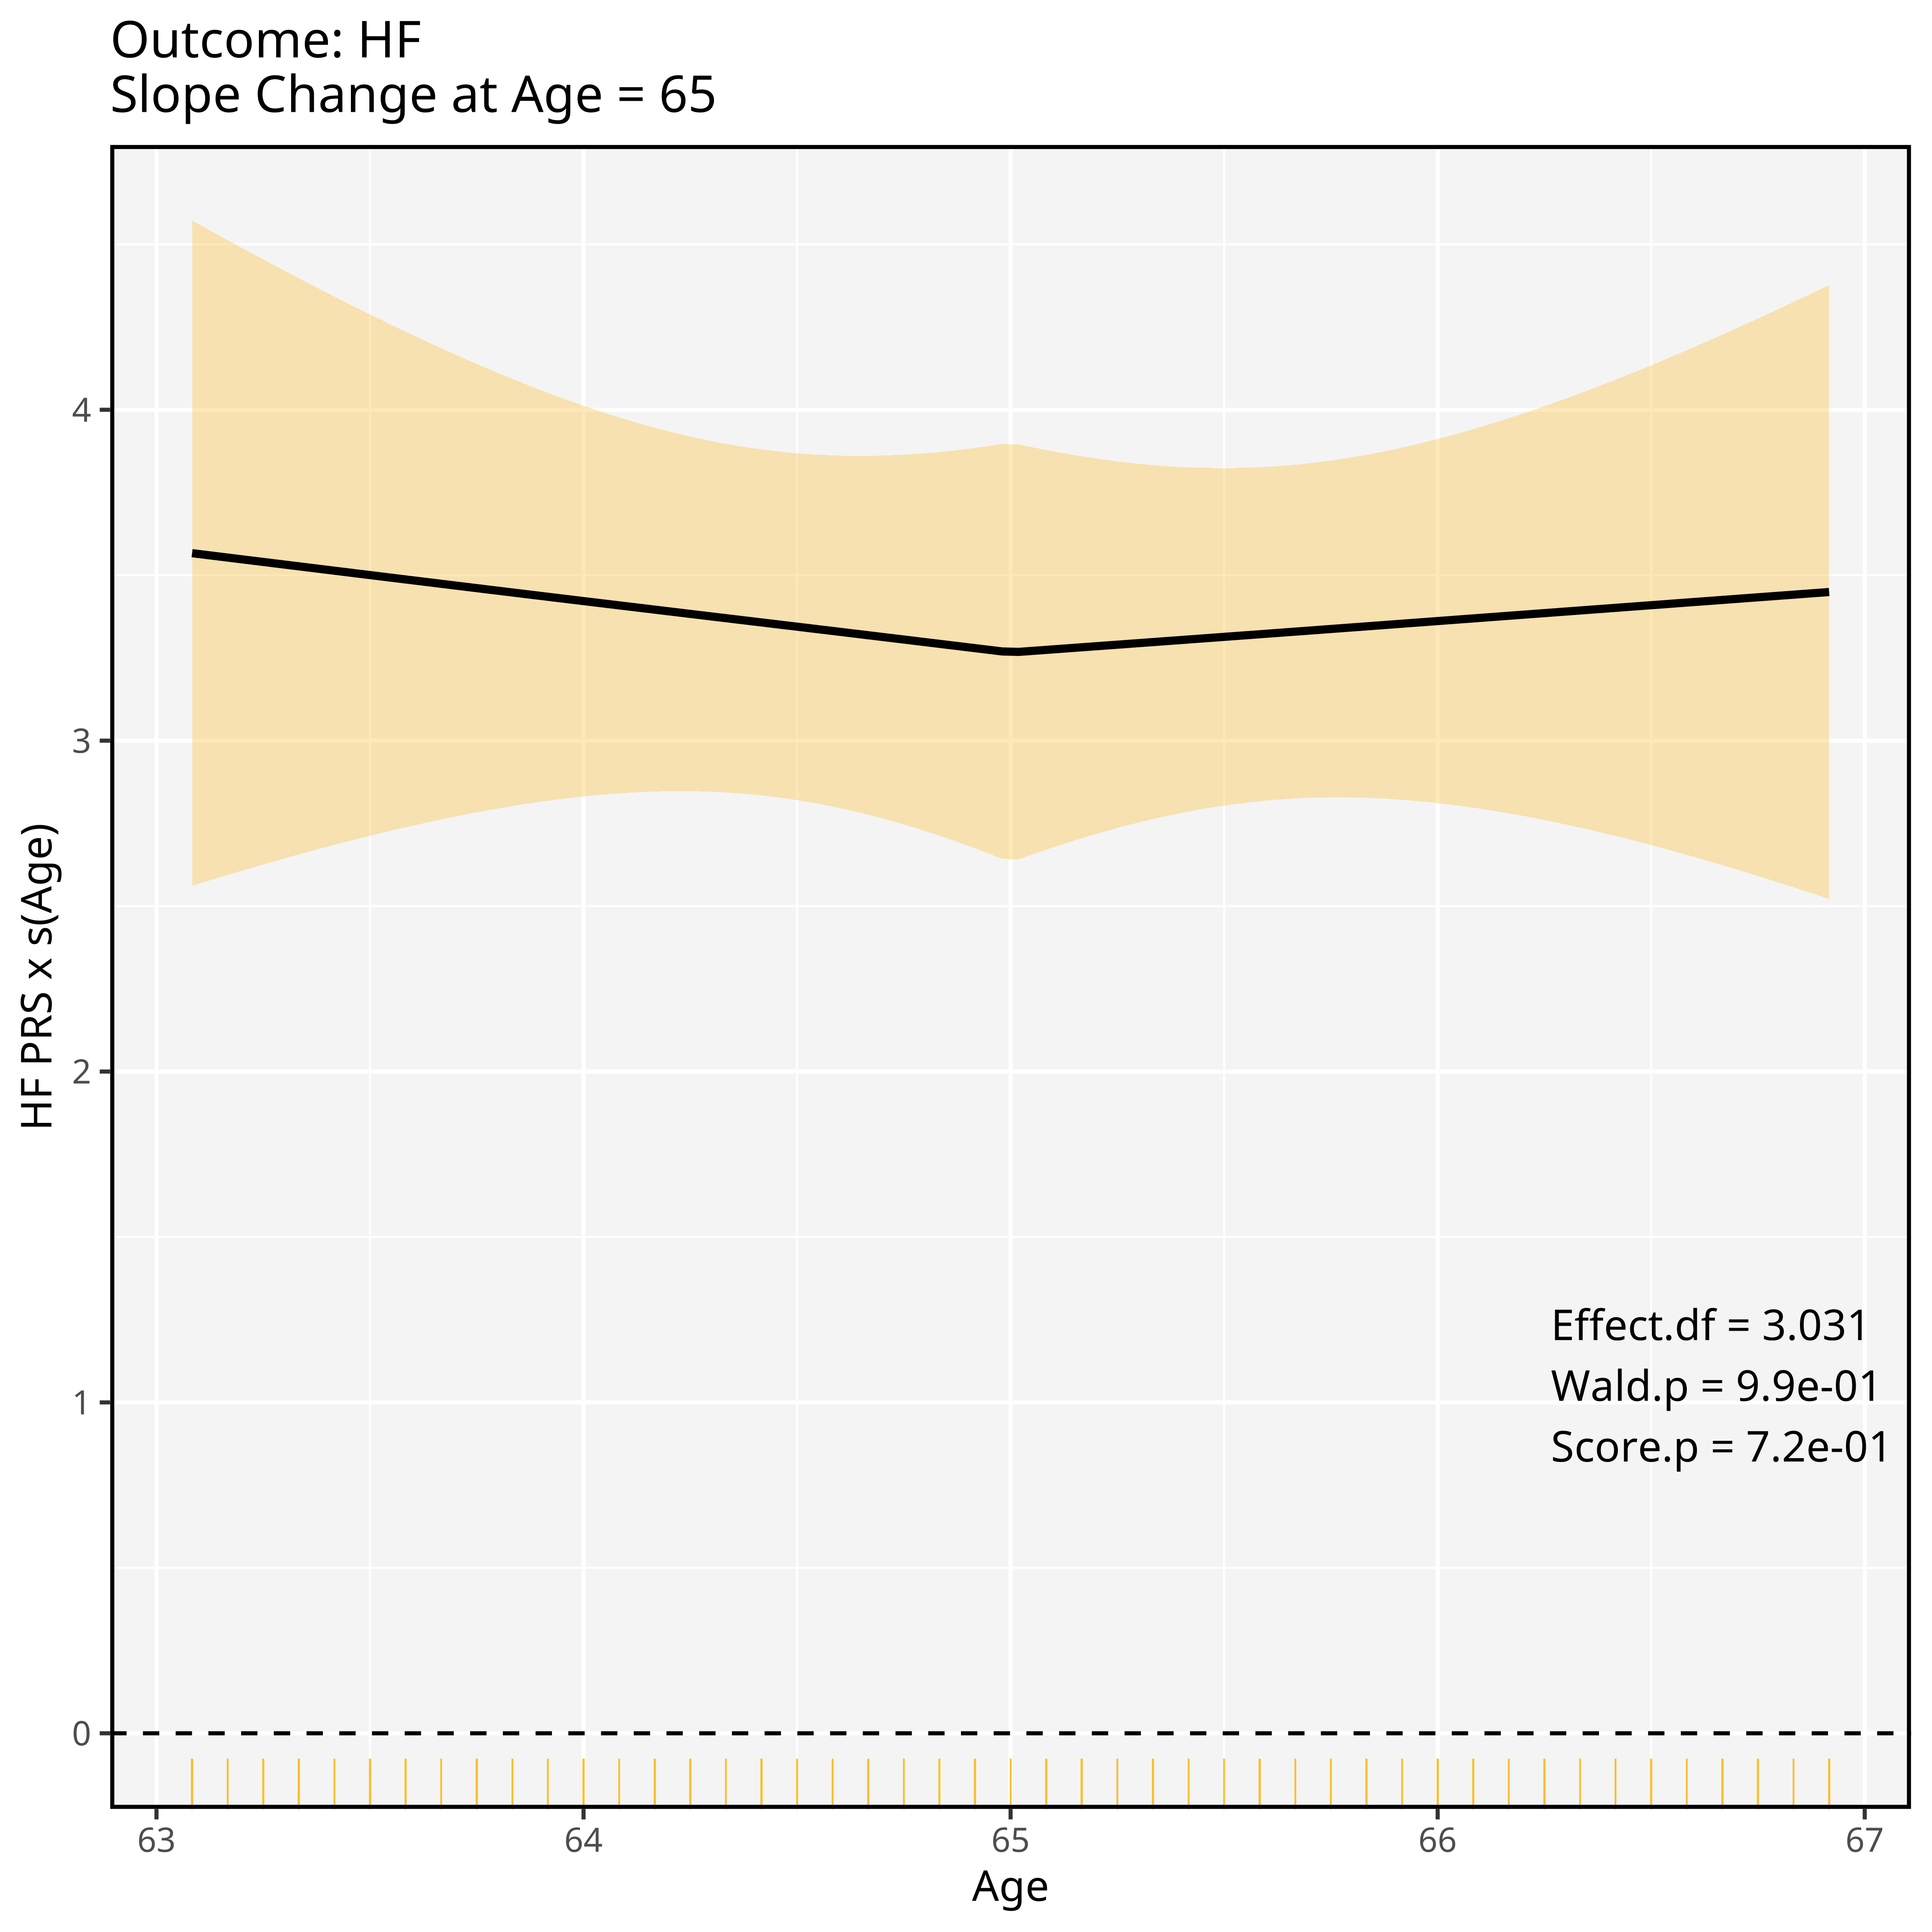 Outcome: HF
Slope Change at Age = 65
HF PRS x s(Age)
4
3
2
1
0
Effect.df = 3.031
Wald.p = 9.9e-01
Score.p = 7.2e-01
63 64 65 66 67
Age